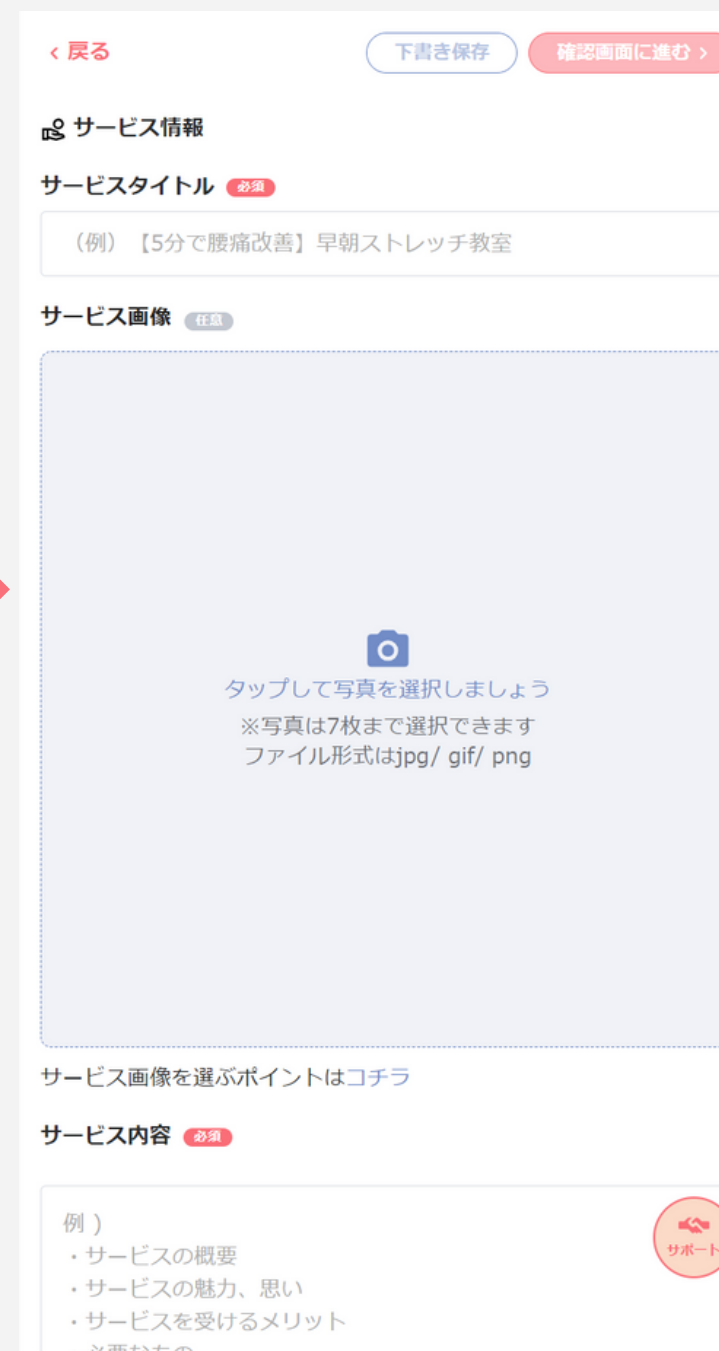 < 戻る
下書き保存
確認画面に進む >
サービス情報
サービスタイトル 必須
（例）【5分で腰痛改善】早朝ストレッチ教室
サービス画像 任意
タップして写真を選択しましょう
※写真は7枚まで選択できます
ファイル形式はjpg/ gif/ png
サービス画像を選ぶポイントはコチラ
サービス内容 必須
例 )
・サービスの概要
・サービスの魅力、思い
・サービスを受けるメリット
サポート